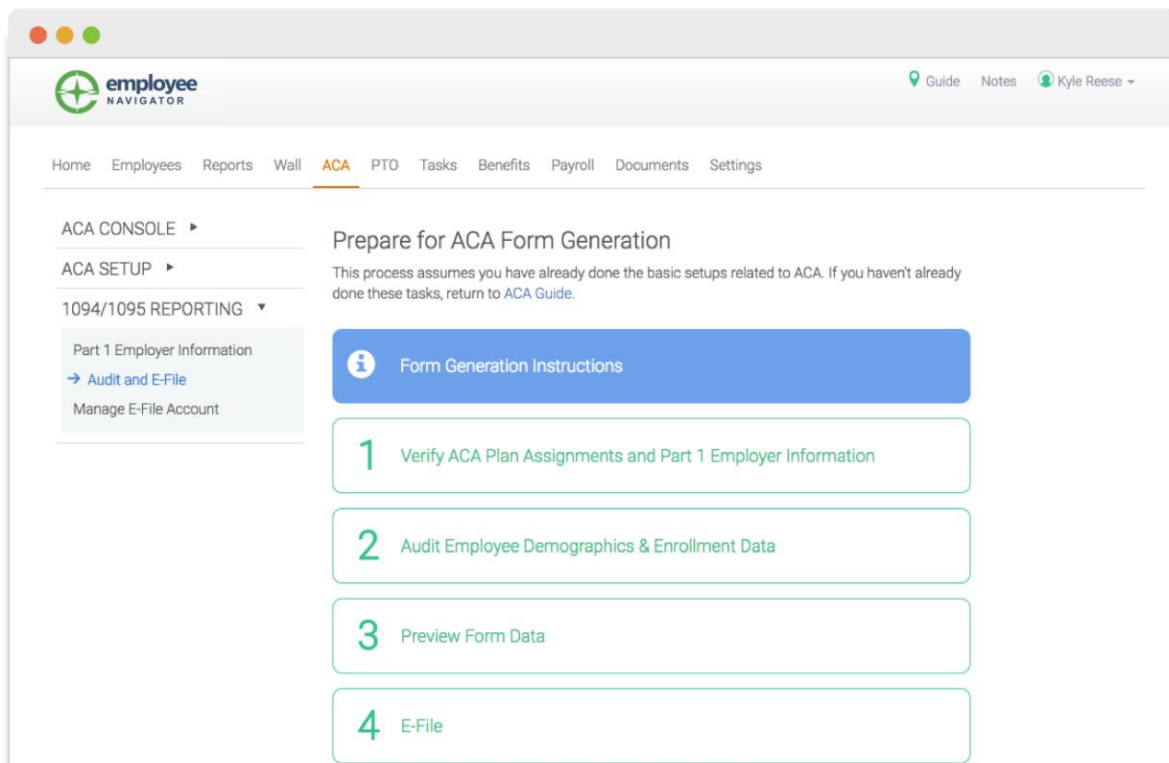 employee
NAVIGATOR
Guide Notes Kyle Reese
Home Employees Reports Wall ACA PTO Tasks Benefits Payroll Documents Settings
ACA CONSOLE
ACA SETUP
1094/1095 REPORTING
Part 1 Employer Information
Audit and E-File
Manage E-File Account
Prepare for ACA Form Generation
This process assumes you have already done the basic setups related to ACA. If you haven't already
done these tasks, return to ACA Guide.
Form Generation Instructions
1 Verify ACA Plan Assignments and Part 1 Employer Information
2 Audit Employee Demographics & Enrollment Data
3 Preview Form Data
4 E-File